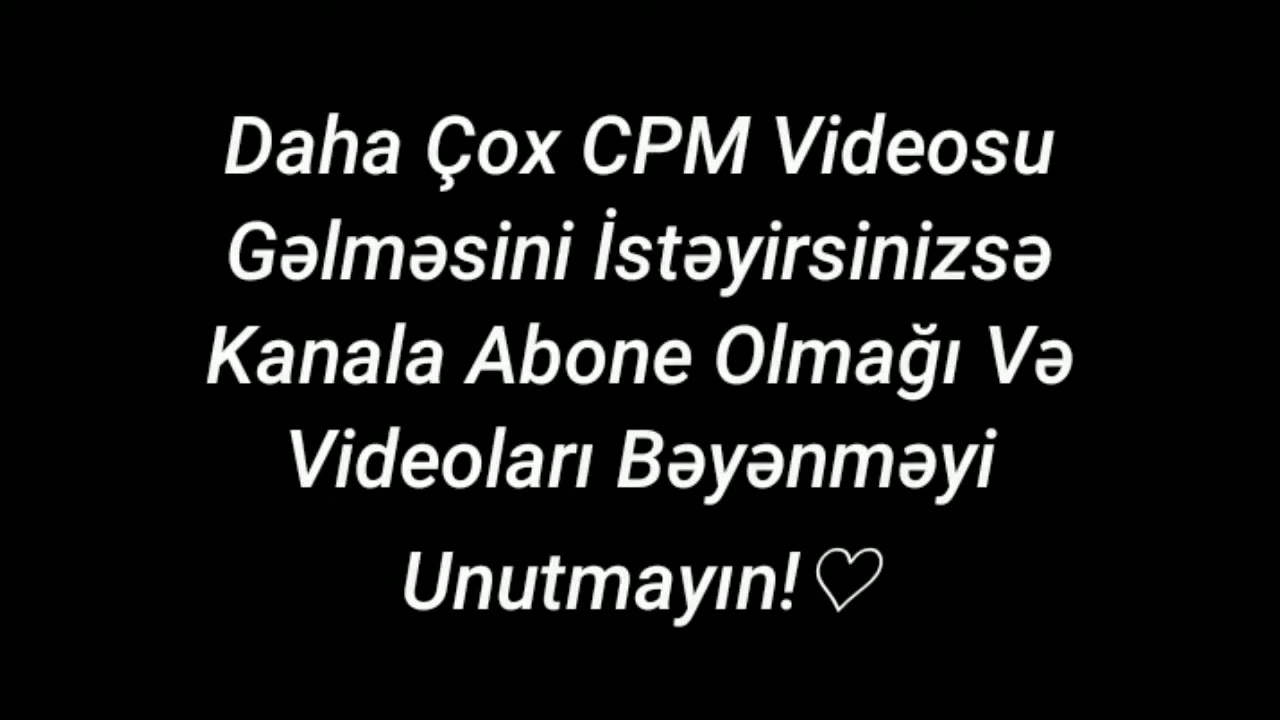 Daha Çox CPM Videosu
Gəlməsini İstəyirsinizsə
Kanala Abone Olmağı Və
Videoları Bəyənməyi
Unutmayın!♡